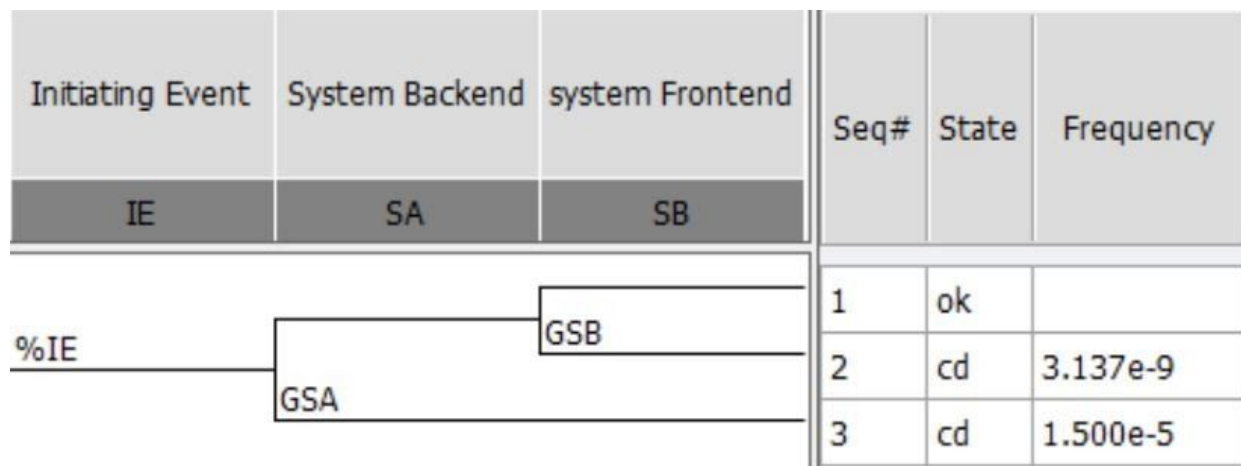 Initiating Event System Backend system Frontend
Seq# State Frequency
IE SA SB
1 ok
%IE GSB
2 cd 3.137e-9
GSA
3 cd 1.500e-5